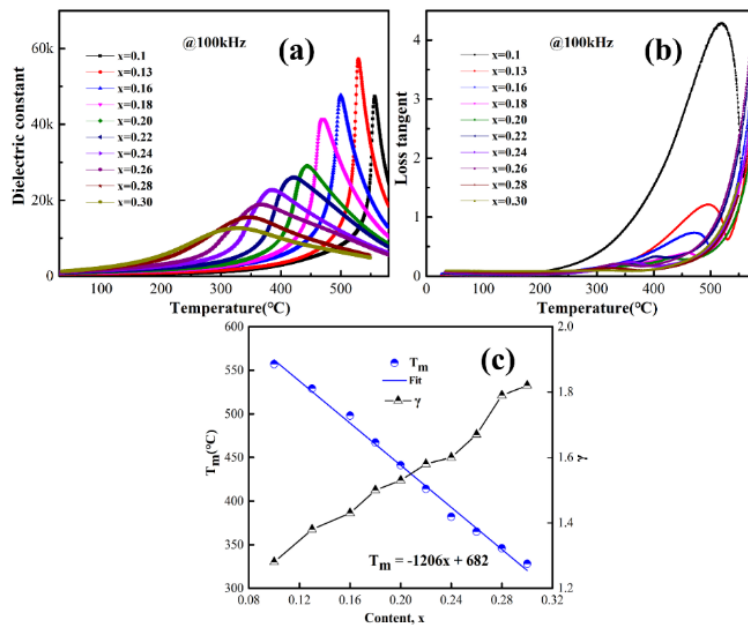 @100kHz (a)
x=0.1
x=0.13
x=0.16
x=0.18
x=0.20
x=0.22
x=0.24
x=0.26
x=0.28
x=0.30
Dielectric constant
60k
40k
20k
0
100 200 300 400 500
Temperature(°C)
@100kHz (b)
x=0.1
x=0.13
x=0.16
x=0.18
x=0.20
x=0.22
x=0.24
x=0.26
x=0.28
x=0.30
Loss tangent
4
3
2
1
0
0 100 200 300 400 500
Temperature(°C)
(c)
Tm
Fit
γ
Tm(°C)
600
550
500
450
400
350
300
2.0
1.8
1.6
1.4
1.2
γ
Tm = -1206x + 682
0.08 0.12 0.16 0.20 0.24 0.28 0.32
Content, x